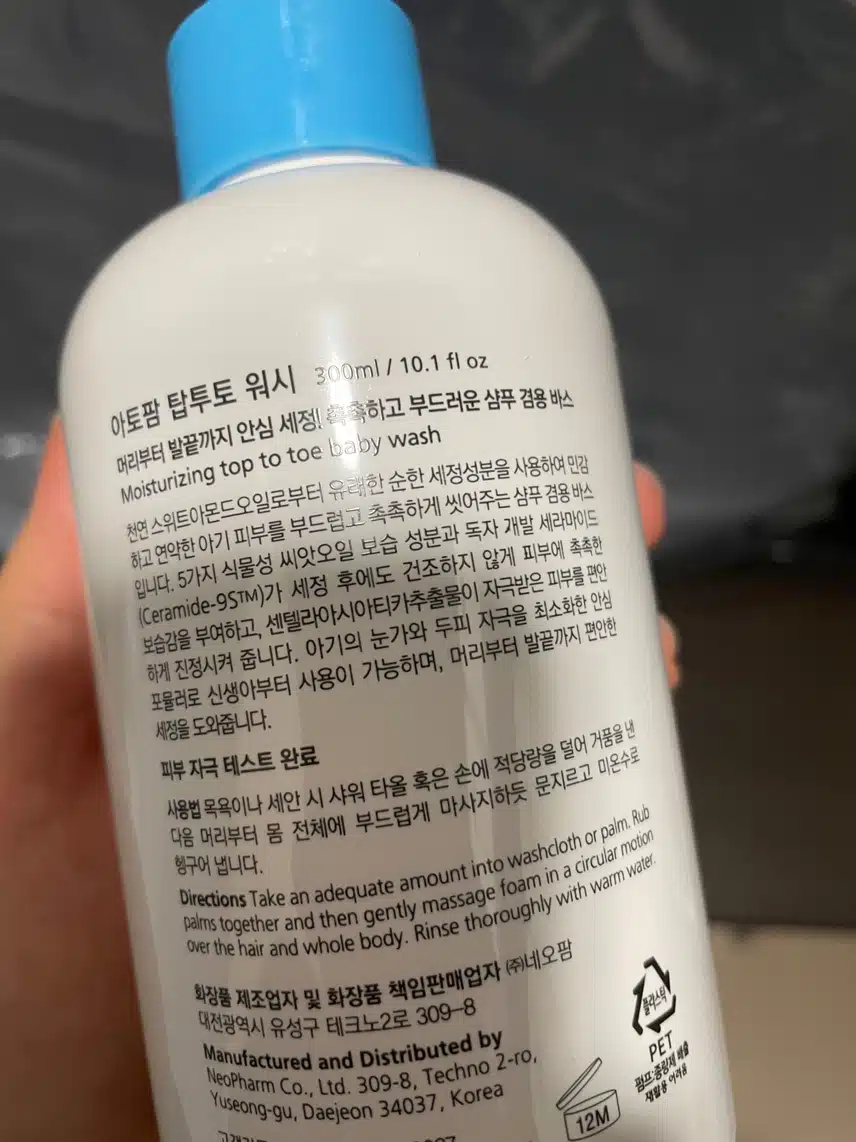 아토팜 탑투토 워시 300ml / 10.1 fl oz
머리부터 발끝까지 안심 세정! 촉촉하고 부드러운 샴푸 겸용 바스
Moisturizing top to toe baby wash
천연 스위트아몬드오일로부터 유래한 순한 세정성분을 사용하여 민감
하고 연약한 아기 피부를 부드럽고 촉촉하게 씻어주는 샴푸 겸용 바스
입니다. 5가지 식물성 씨앗오일 보습 성분과 독자 개발 세라마이드
(Ceramide-9S™)가 세정 후에도 건조하지 않게 피부에 촉촉한
보습감을 부여하고, 센텔라아시아티카추출물이 자극받은 피부를 편안
하게 진정시켜 줍니다. 아기의 눈가와 두피 자극을 최소화한 안심
포뮬러로 신생아부터 사용이 가능하며, 머리부터 발끝까지 편안한
세정을 도와줍니다.
피부 자극 테스트 완료
사용법 목욕이나 세안 시 샤워 타올 혹은 손에 적당량을 덜어 거품을 낸
다음 머리부터 몸 전체에 부드럽게 마사지하듯 문지르고 미온수로
헹구어 냅니다.
Directions Take an adequate amount into washcloth or palm. Rub
palms together and then gently massage foam in a circular motion
over the hair and whole body. Rinse thoroughly with warm water.
화장품 제조업자 및 화장품 책임판매업자 ㈜네오팜
대전광역시 유성구 테크노2로 309-8
Manufactured and Distributed by
NeoPharm Co., Ltd. 309-8, Techno 2-ro,
Yuseong-gu, Daejeon 34037, Korea
플라스틱
PET
펌프:종량제 배출
재활용 어려움
12M